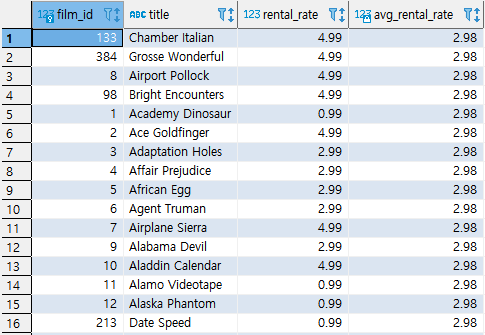 123 film_id ABC title 123 rental_rate 123 avg_rental_rate
1 133 Chamber Italian 4.99 2.98
2 384 Grosse Wonderful 4.99 2.98
3 8 Airport Pollock 4.99 2.98
4 98 Bright Encounters 4.99 2.98
5 1 Academy Dinosaur 0.99 2.98
6 2 Ace Goldfinger 4.99 2.98
7 3 Adaptation Holes 2.99 2.98
8 4 Affair Prejudice 2.99 2.98
9 5 African Egg 2.99 2.98
10 6 Agent Truman 2.99 2.98
11 7 Airplane Sierra 4.99 2.98
12 9 Alabama Devil 2.99 2.98
13 10 Aladdin Calendar 4.99 2.98
14 11 Alamo Videotape 0.99 2.98
15 12 Alaska Phantom 0.99 2.98
16 213 Date Speed 0.99 2.98